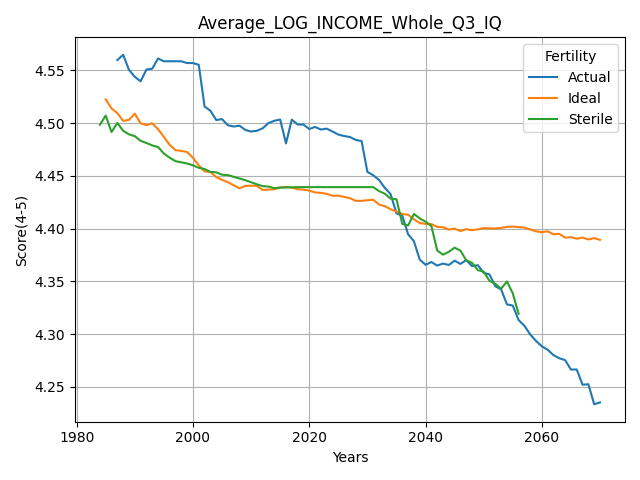 Average_LOG_INCOME_Whole_Q3_IQ
Fertility
Actual
Ideal
Sterile
Score(4-5)
4.55
4.50
4.45
4.40
4.35
4.30
4.25
1980 2000 2020 2040 2060
Years